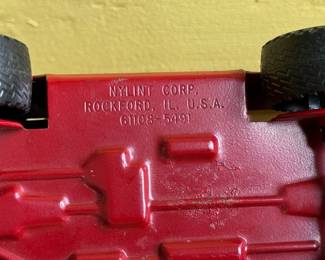 NYLINT CORP.
ROCKFORD, IL. U.S.A.
61108-5491